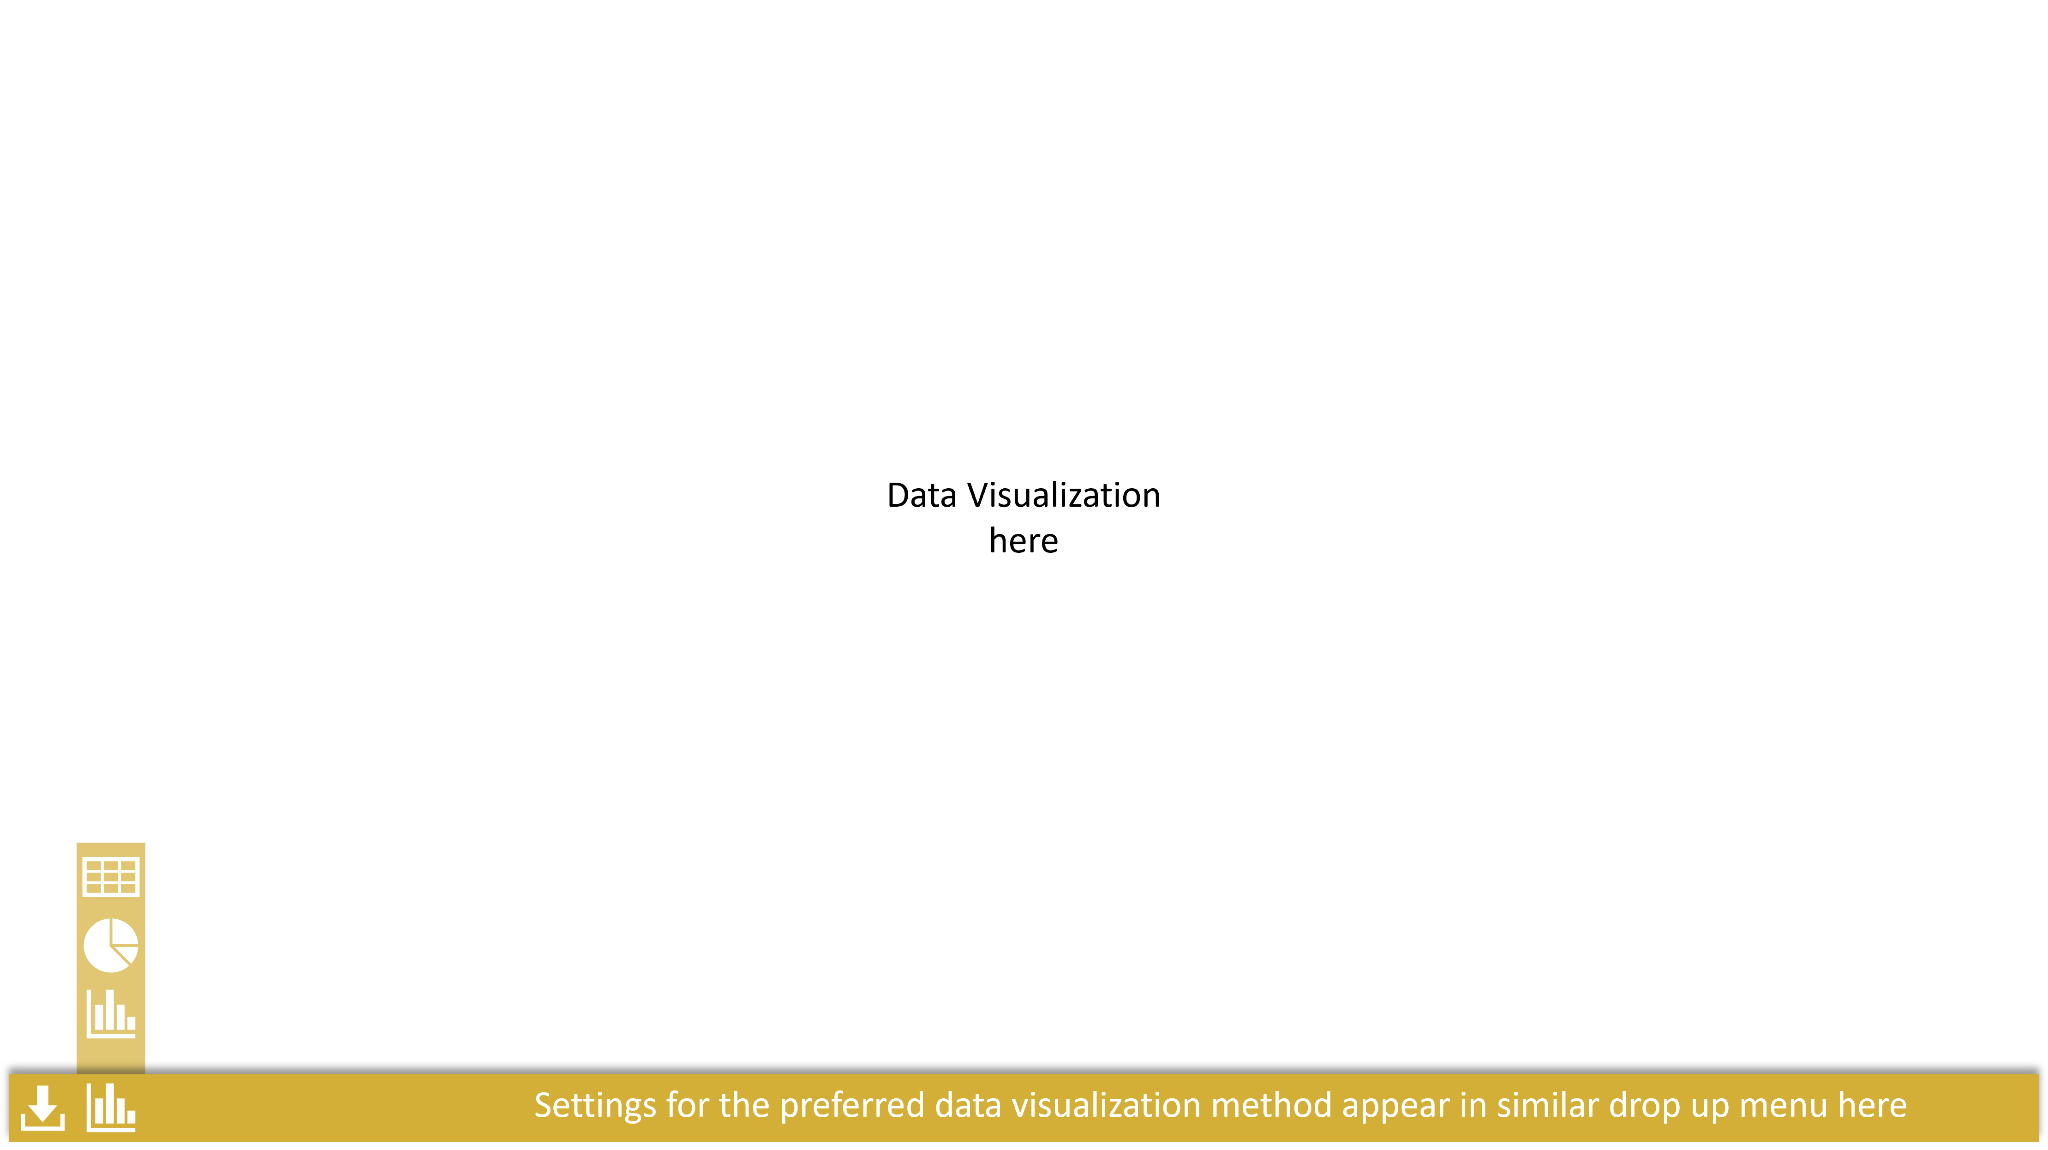 Data Visualization
here
Settings for the preferred data visualization method appear in similar drop up menu here